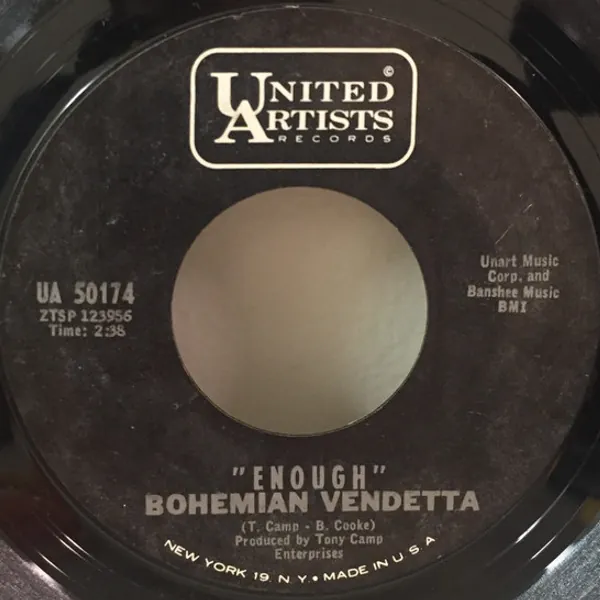 ©
UNITED
ARTISTS
RECORDS
UA 50174
ZTSP 123956
Time: 2:38
Unart Music
Corp. and
Banshee Music
BMI
"ENOUGH"
BOHEMIAN VENDETTA
(T. Camp - B. Cooke)
Produced by Tony Camp
Enterprises
NEW YORK 19, N.Y. • MADE IN U S A